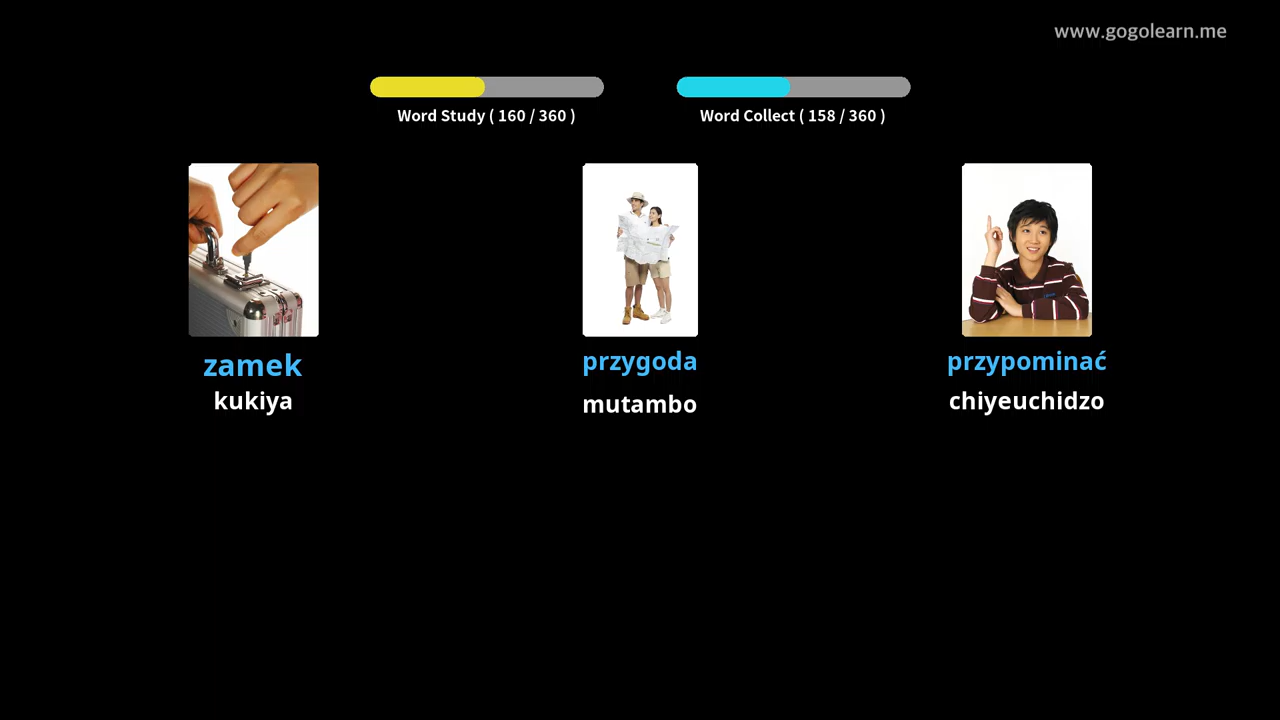 www.gogolearn.me
Word Study ( 160 / 360 )
Word Collect ( 158 / 360 )
zamek
kukiya
przygoda
mutambo
przypominać
chiyeuchidzo